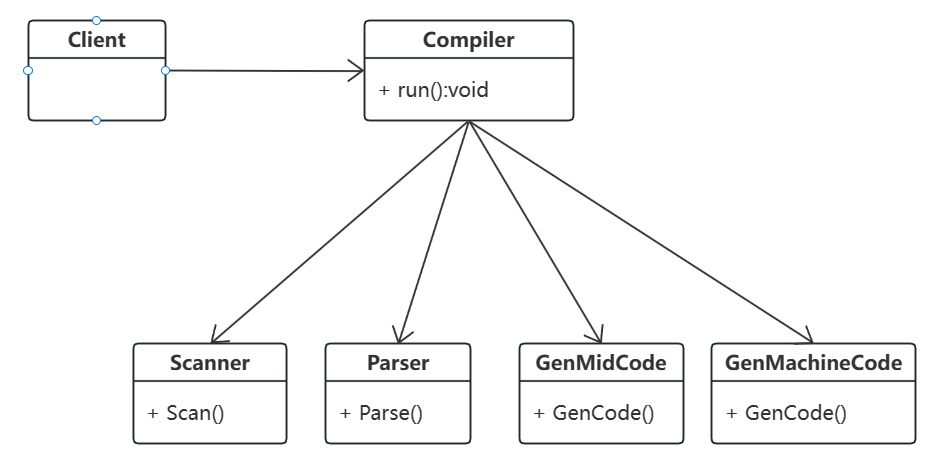 Client
Compiler
+ run():void
Scanner
+ Scan()
Parser
+ Parse()
GenMidCode
+ GenCode()
GenMachineCode
+ GenCode()